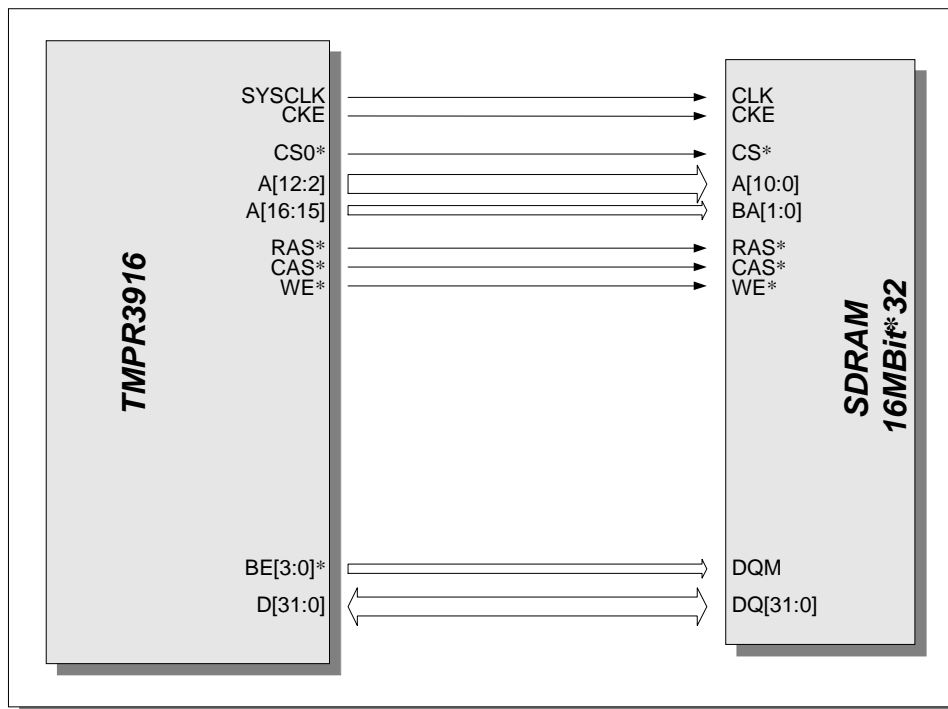 TMPR3916
SYSCLK
CKE
CS0*
A[12:2]
A[16:15]
RAS*
CAS*
WE*
BE[3:0]*
D[31:0]
CLK
CKE
CS*
A[10:0]
BA[1:0]
RAS*
CAS*
WE*
DQM
DQ[31:0]
SDRAM
16MBit*32